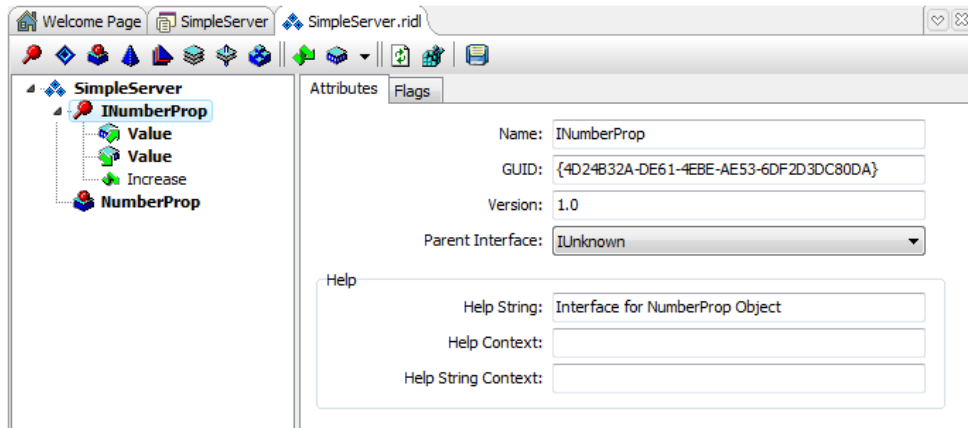 Welcome Page SimpleServer SimpleServer.ridl
SimpleServer
INumberProp
Value
Value
Increase
NumberProp
Attributes Flags
Name: INumberProp
GUID: {4D24B32A-DE61-4EBE-AE53-6DF2D3DC80DA}
Version: 1.0
Parent Interface: IUnknown
Help
Help String: Interface for NumberProp Object
Help Context:
Help String Context: